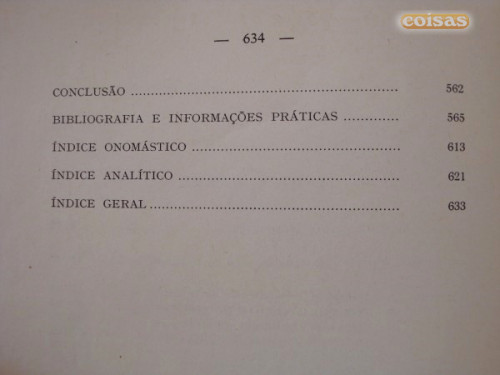 coisas
— 634 —
CONCLUSÃO ........................................ 562
BIBLIOGRAFIA E INFORMAÇÕES PRÁTICAS ............. 565
ÍNDICE ONOMÁSTICO ................................ 613
ÍNDICE ANALÍTICO ................................. 621
ÍNDICE GERAL ..................................... 633